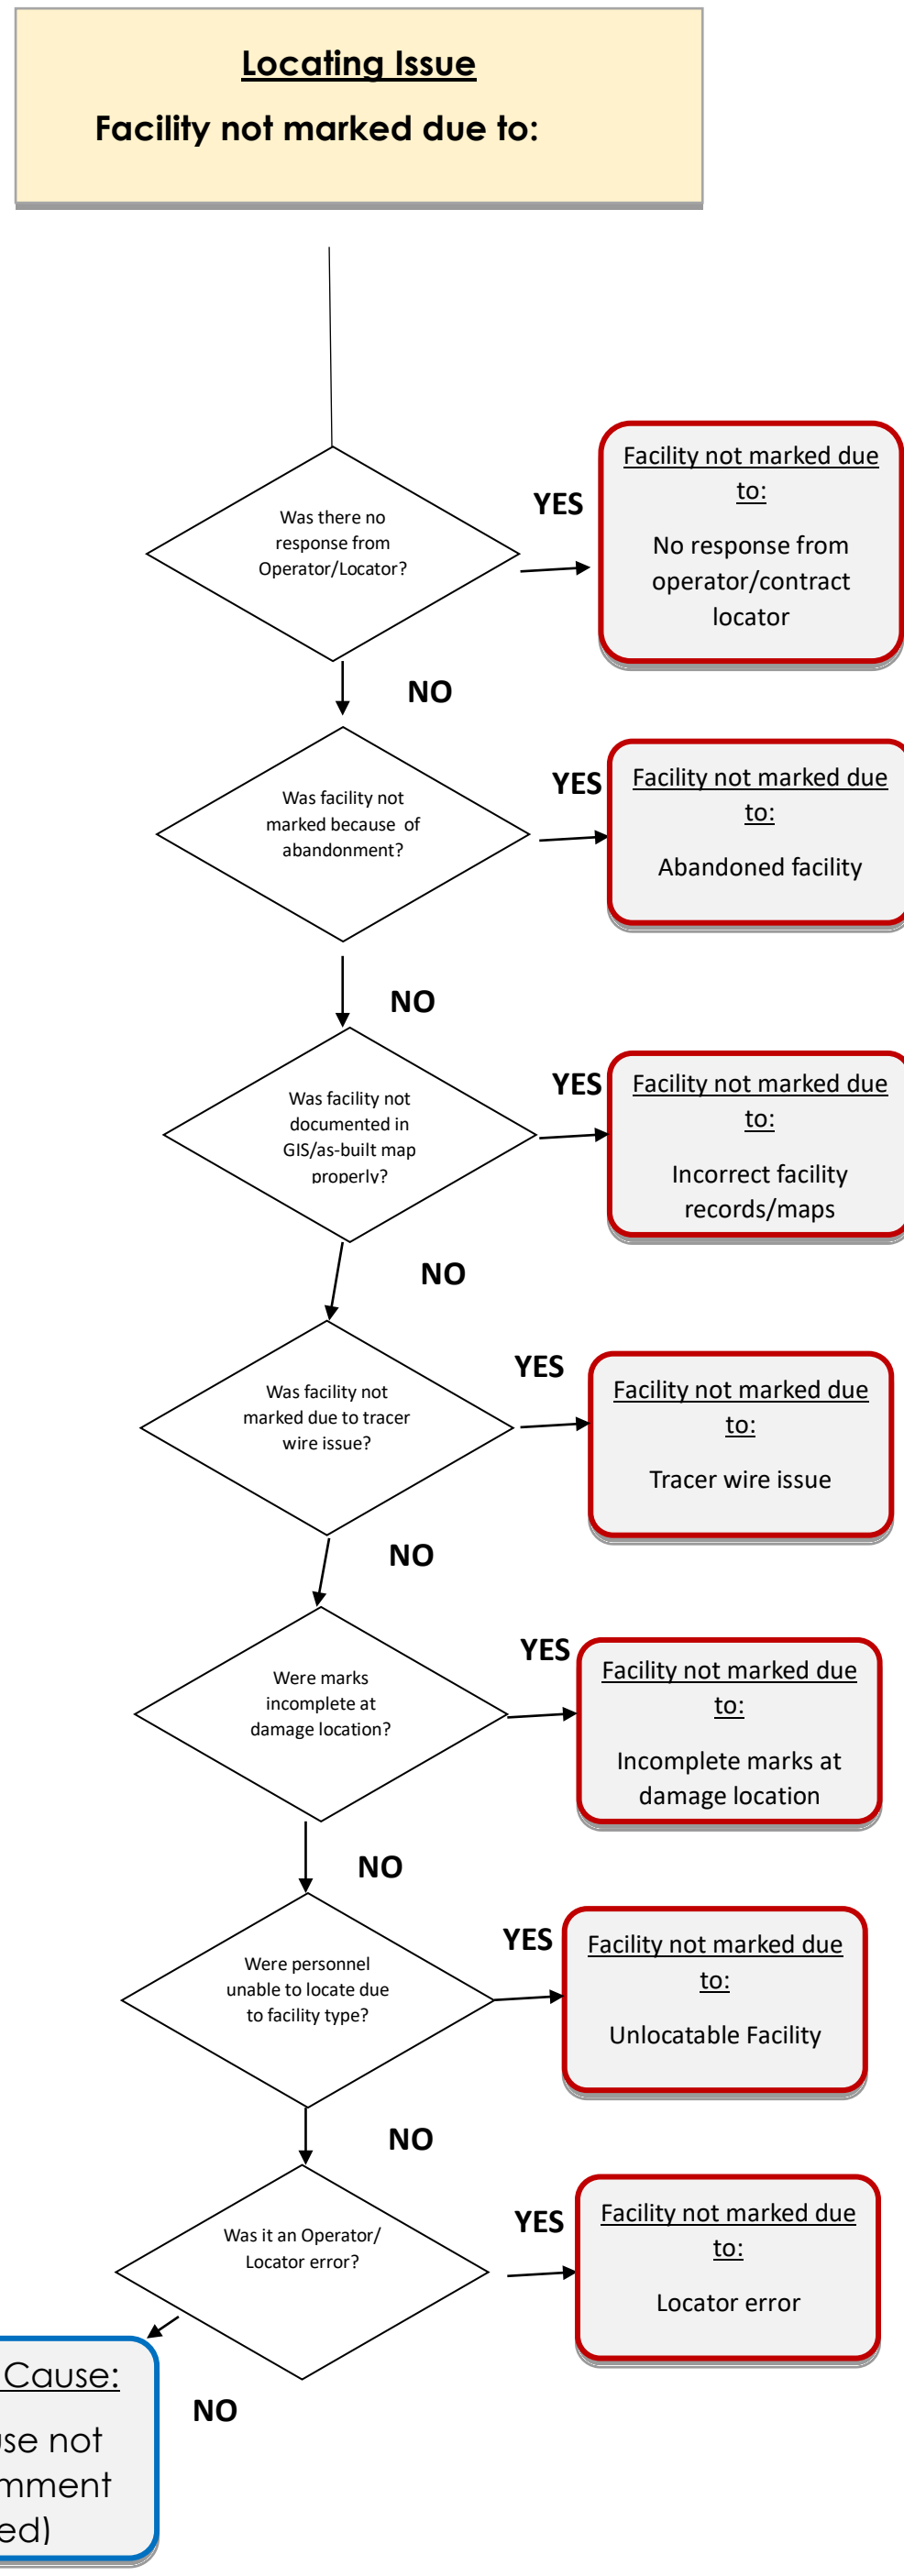 Locating Issue
Facility not marked due to:
Was there no
response from
Operator/Locator?
YES
Facility not marked due
to:
No response from
operator/contract
locator
NO
Was facility not
marked because of
abandonment?
YES
Facility not marked due
to:
Abandoned facility
NO
Was facility not
documented in
GIS/as-built map
properly?
YES
Facility not marked due
to:
Incorrect facility
records/maps
NO
Was facility not
marked due to tracer
wire issue?
YES
Facility not marked due
to:
Tracer wire issue
NO
Were marks
incomplete at
damage location?
YES
Facility not marked due
to:
Incomplete marks at
damage location
NO
Were personnel
unable to locate due
to facility type?
YES
Facility not marked due
to:
Unlocatable Facility
NO
Was it an Operator/
Locator error?
YES
Facility not marked due
to:
Locator error
NO
Cause:
use not
mment
ed)